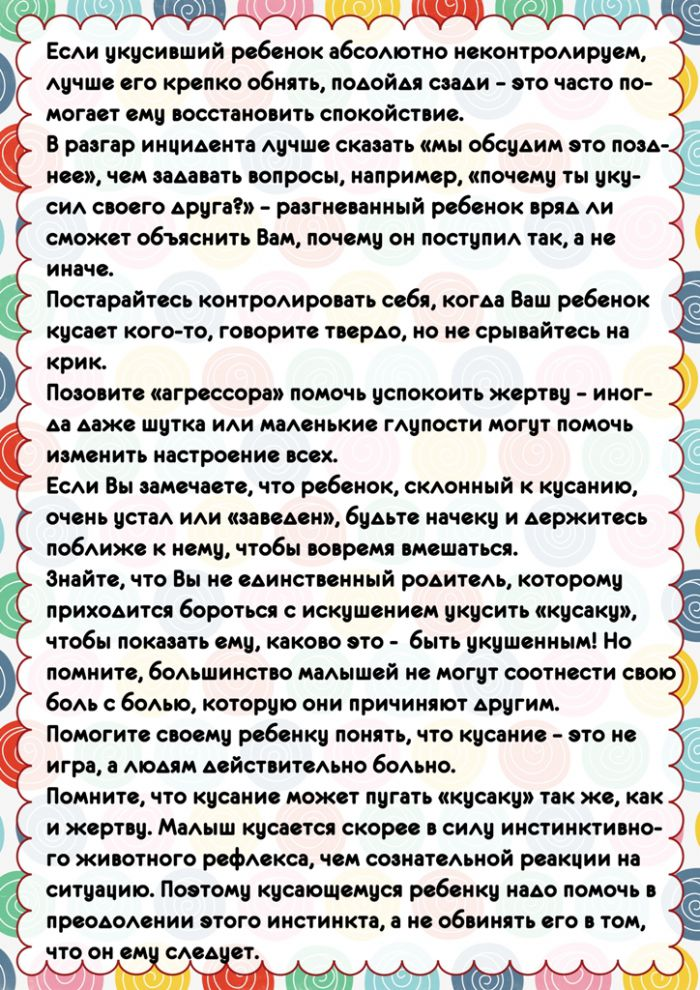 Если укусивший ребенок абсолютно неконтролируем,
лучше его крепко обнять, подойдя сзади – это часто по-
могает ему восстановить спокойствие.
В разгар инцидента лучше сказать «мы обсудим это позд-
нее», чем задавать вопросы, например, «почему ты уку-
сил своего друга?» – разгневанный ребенок вряд ли
сможет объяснить Вам, почему он поступил так, а не
иначе.
Постарайтесь контролировать себя, когда Ваш ребенок
кусает кого-то, говорите твердо, но не срывайтесь на
крик.
Позовите «агрессора» помочь успокоить жертву – иног-
да даже шутка или маленькие глупости могут помочь
изменить настроение всех.
Если Вы замечаете, что ребенок, склонный к кусанию,
очень устал или «заведен», будьте начеку и держитесь
поближе к нему, чтобы вовремя вмешаться.
Знайте, что Вы не единственный родитель, которому
приходится бороться с искушением укусить «кусаку»,
чтобы показать ему, каково это -  быть укушенным! Но
помните, большинство малышей не могут соотнести свою
боль с болью, которую они причиняют другим.
Помогите своему ребенку понять, что кусание – это не
игра, а людям действительно больно.
Помните, что кусание может пугать «кусаку» так же, как
и жертву. Малыш кусается скорее в силу инстинктивно-
го животного рефлекса, чем сознательной реакции на
ситуацию. Поэтому кусающемуся ребенку надо помочь в
преодолении этого инстинкта, а не обвинять его в том,
что он ему следует.